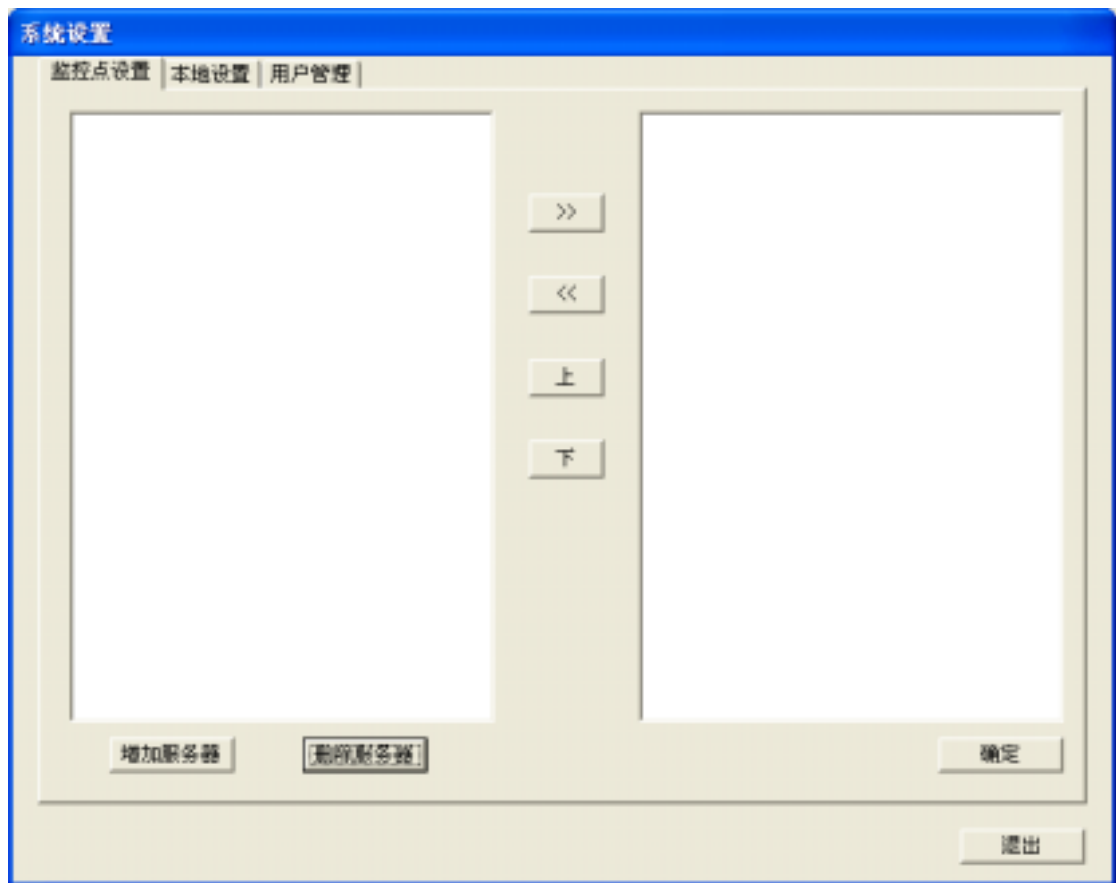 系统设置
监控点设置 本地设置 用户管理
>>
<<
上
下
增加服务器 删除服务器 确定
退出